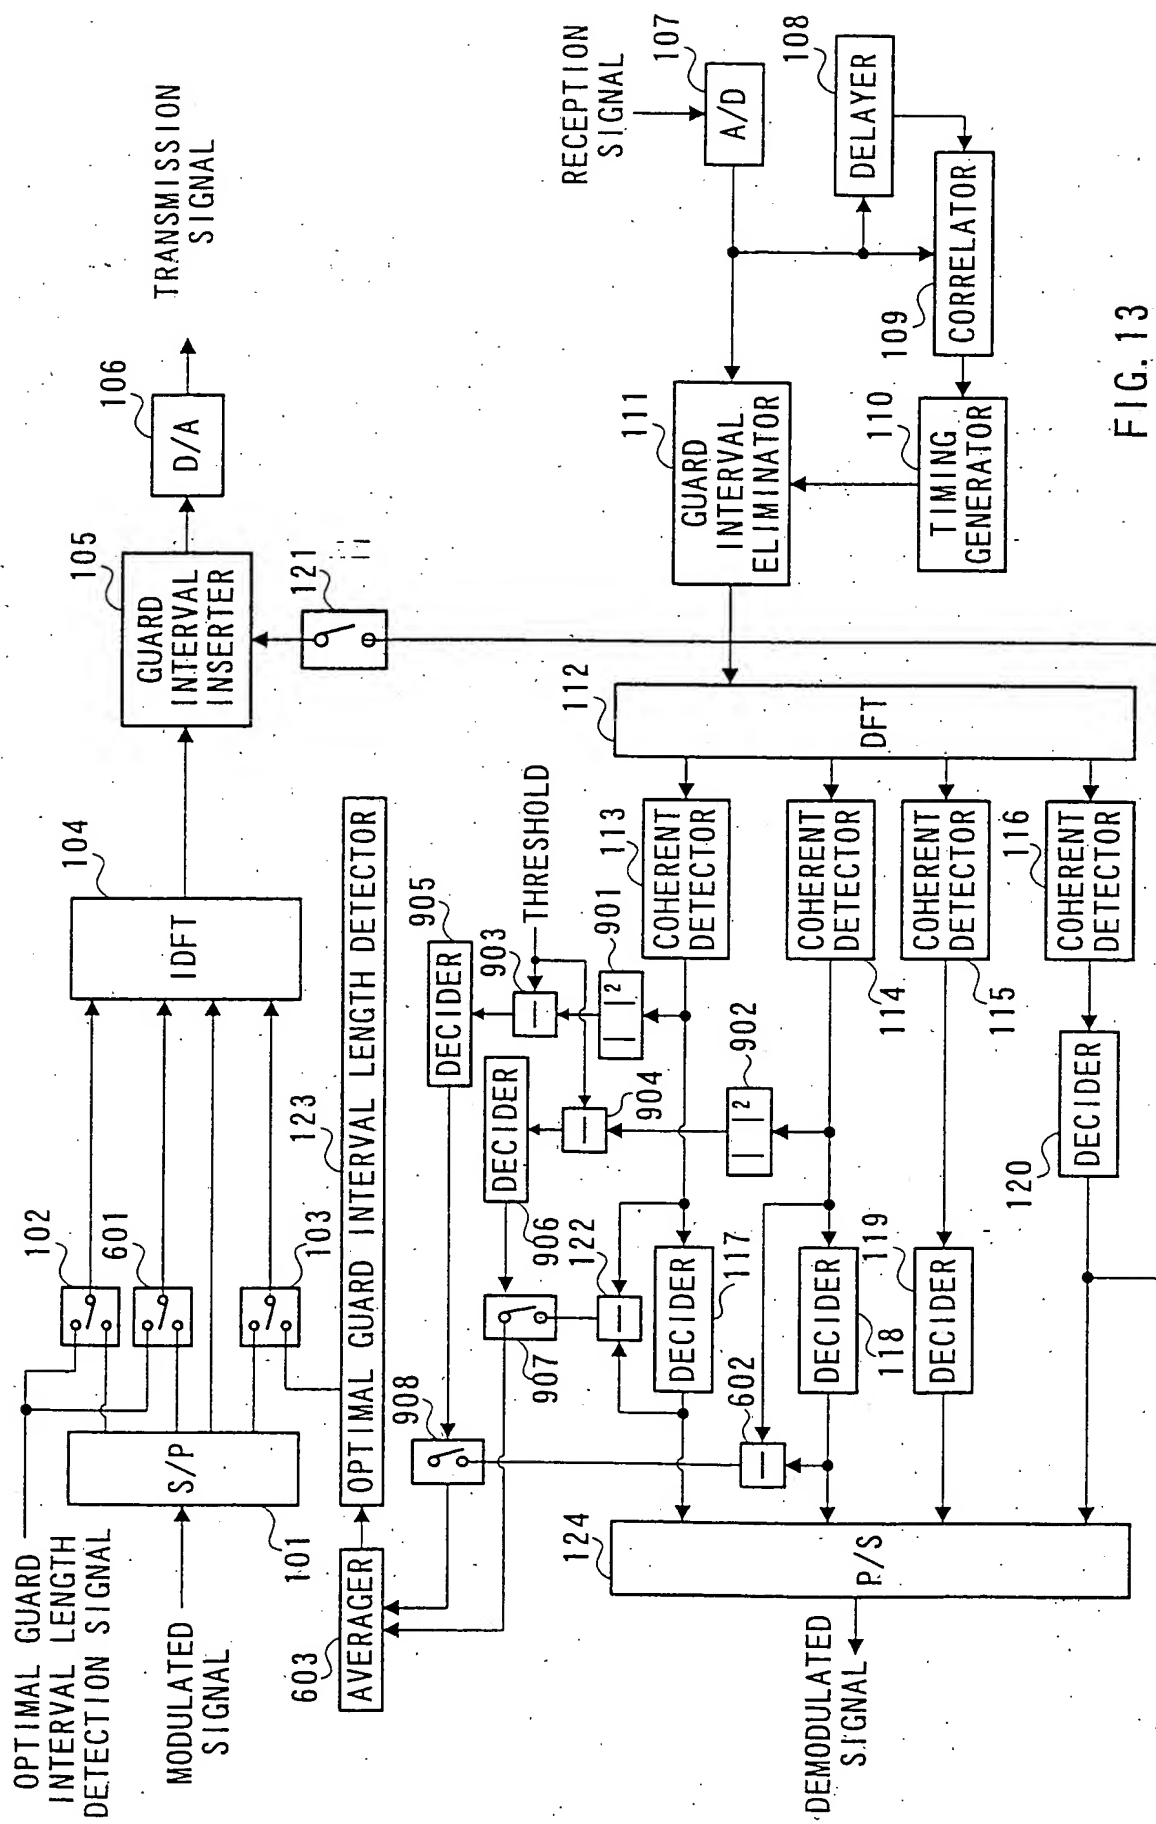 OPTIMAL GUARD
INTERVAL LENGTH
DETECTION SIGNAL
MODULATED
SIGNAL
101
S/P
102
601
103
104
IDFT
105
GUARD
INTERVAL
INSERTER
106
D/A
TRANSMISSION
SIGNAL
121
603
AVERAGER
123
OPTIMAL GUARD INTERVAL LENGTH DETECTOR
908
907
DECIDER
905
DECIDER
906
903
THRESHOLD
904
901
| |²
902
| |²
122
602
RECEPTION
SIGNAL
107
A/D
108
DELAYER
109
CORRELATOR
110
TIMING
GENERATOR
111
GUARD
INTERVAL
ELIMINATOR
112
DFT
113
COHERENT
DETECTOR
COHERENT
DETECTOR
114
COHERENT
DETECTOR
115
116
COHERENT
DETECTOR
DECIDER
117
DECIDER
118
119
DECIDER
120
DECIDER
124
P/S
DEMODULATED
SIGNAL
FIG. 13